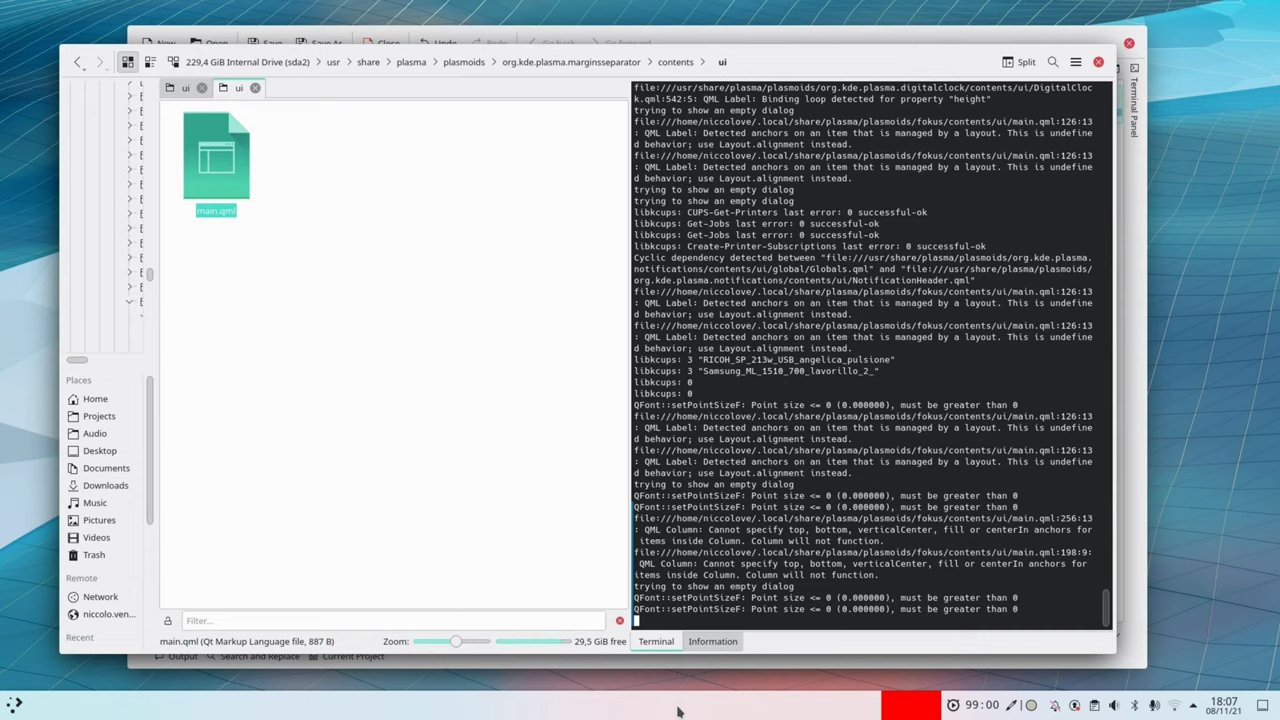 New Open Save Save As Close Undo Redo Go back Go forward
229,4 GiB Internal Drive (sda2) usr share plasma plasmoids org.kde.plasma.marginsseparator contents ui
Split
ui
ui
Terminal Panel
main.qml
Places
Home
Projects
Audio
Desktop
Documents
Downloads
Music
Pictures
Videos
Trash
Remote
Network
niccolo.ven...
Recent
Filter...
main.qml (Qt Markup Language file, 887 B)
Zoom:
29,5 GiB free
file:///usr/share/plasma/plasmoids/org.kde.plasma.digitalclock/contents/ui/DigitalCloc
k.qml:542:5: QML Label: Binding loop detected for property "height"
trying to show an empty dialog
file:///home/niccolove/.local/share/plasma/plasmoids/fokus/contents/ui/main.qml:126:13
: QML Label: Detected anchors on an item that is managed by a layout. This is undefine
d behavior; use Layout.alignment instead.
file:///home/niccolove/.local/share/plasma/plasmoids/fokus/contents/ui/main.qml:126:13
: QML Label: Detected anchors on an item that is managed by a layout. This is undefine
d behavior; use Layout.alignment instead.
trying to show an empty dialog
trying to show an empty dialog
libkcups: CUPS-Get-Printers last error: 0 successful-ok
libkcups: Get-Jobs last error: 0 successful-ok
libkcups: Get-Jobs last error: 0 successful-ok
libkcups: Create-Printer-Subscriptions last error: 0 successful-ok
Cyclic dependency detected between "file:///usr/share/plasma/plasmoids/org.kde.plasma.
notifications/contents/ui/global/Globals.qml" and "file:///usr/share/plasma/plasmoids/
org.kde.plasma.notifications/contents/ui/NotificationHeader.qml"
file:///home/niccolove/.local/share/plasma/plasmoids/fokus/contents/ui/main.qml:126:13
: QML Label: Detected anchors on an item that is managed by a layout. This is undefine
d behavior; use Layout.alignment instead.
file:///home/niccolove/.local/share/plasma/plasmoids/fokus/contents/ui/main.qml:126:13
: QML Label: Detected anchors on an item that is managed by a layout. This is undefine
d behavior; use Layout.alignment instead.
libkcups: 3 "RICOH_SP_213w_USB_angelica_pulsione"
libkcups: 3 "Samsung_ML_1510_700_lavorillo_2_"
libkcups: 0
libkcups: 0
QFont::setPointSizeF: Point size <= 0 (0.000000), must be greater than 0
file:///home/niccolove/.local/share/plasma/plasmoids/fokus/contents/ui/main.qml:126:13
: QML Label: Detected anchors on an item that is managed by a layout. This is undefine
d behavior; use Layout.alignment instead.
file:///home/niccolove/.local/share/plasma/plasmoids/fokus/contents/ui/main.qml:126:13
: QML Label: Detected anchors on an item that is managed by a layout. This is undefine
d behavior; use Layout.alignment instead.
trying to show an empty dialog
QFont::setPointSizeF: Point size <= 0 (0.000000), must be greater than 0
QFont::setPointSizeF: Point size <= 0 (0.000000), must be greater than 0
file:///home/niccolove/.local/share/plasma/plasmoids/fokus/contents/ui/main.qml:256:13
: QML Column: Cannot specify top, bottom, verticalCenter, fill or centerIn anchors for
items inside Column. Column will not function.
file:///home/niccolove/.local/share/plasma/plasmoids/fokus/contents/ui/main.qml:198:9:
QML Column: Cannot specify top, bottom, verticalCenter, fill or centerIn anchors for
items inside Column. Column will not function.
trying to show an empty dialog
QFont::setPointSizeF: Point size <= 0 (0.000000), must be greater than 0
QFont::setPointSizeF: Point size <= 0 (0.000000), must be greater than 0
Terminal Information
Output Search and Replace Current Project
99:00
18:07
08/11/21